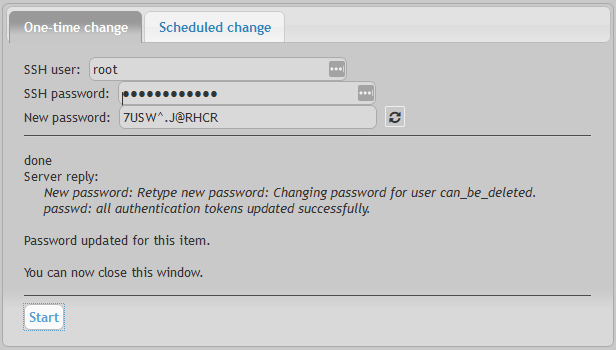 One-time change
Scheduled change
SSH user: root
SSH password: ••••••••••••
New password: 7USW^.J@RHCR
done
Server reply:
New password: Retype new password: Changing password for user can_be_deleted.
passwd: all authentication tokens updated successfully.
Password updated for this item.
You can now close this window.
Start